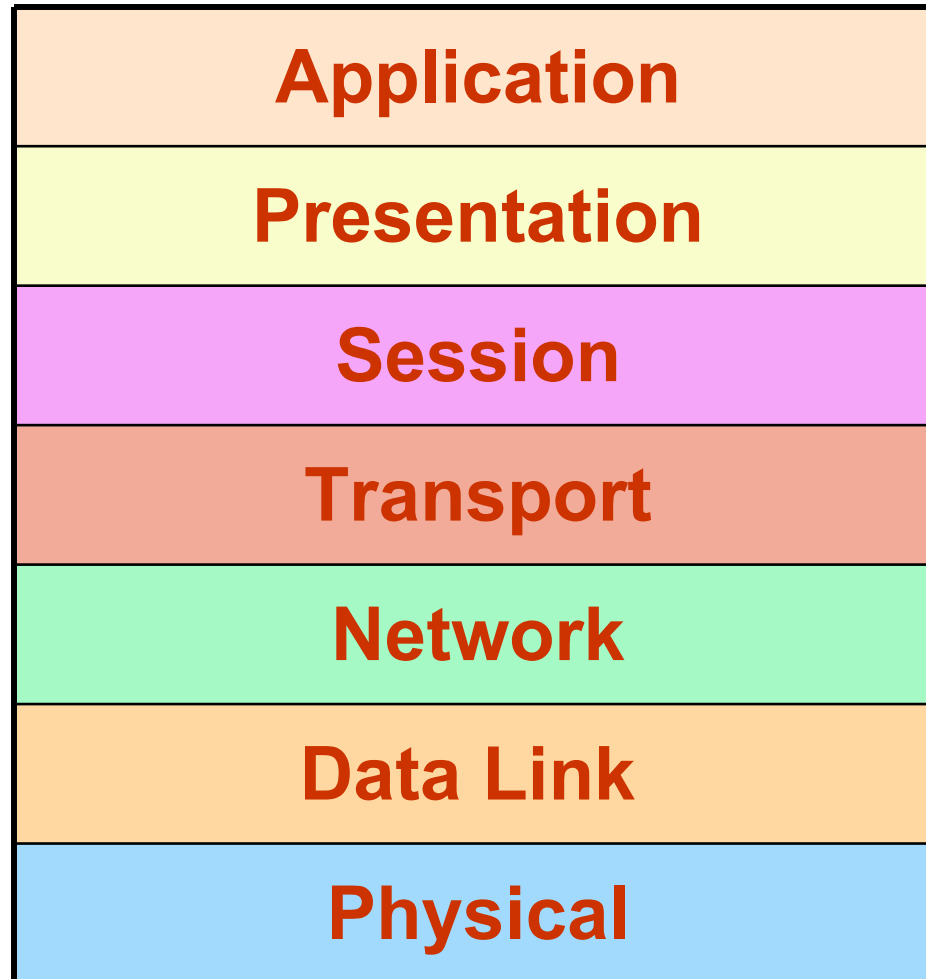 Application
Presentation
Session
Transport
Network
Data Link
Physical